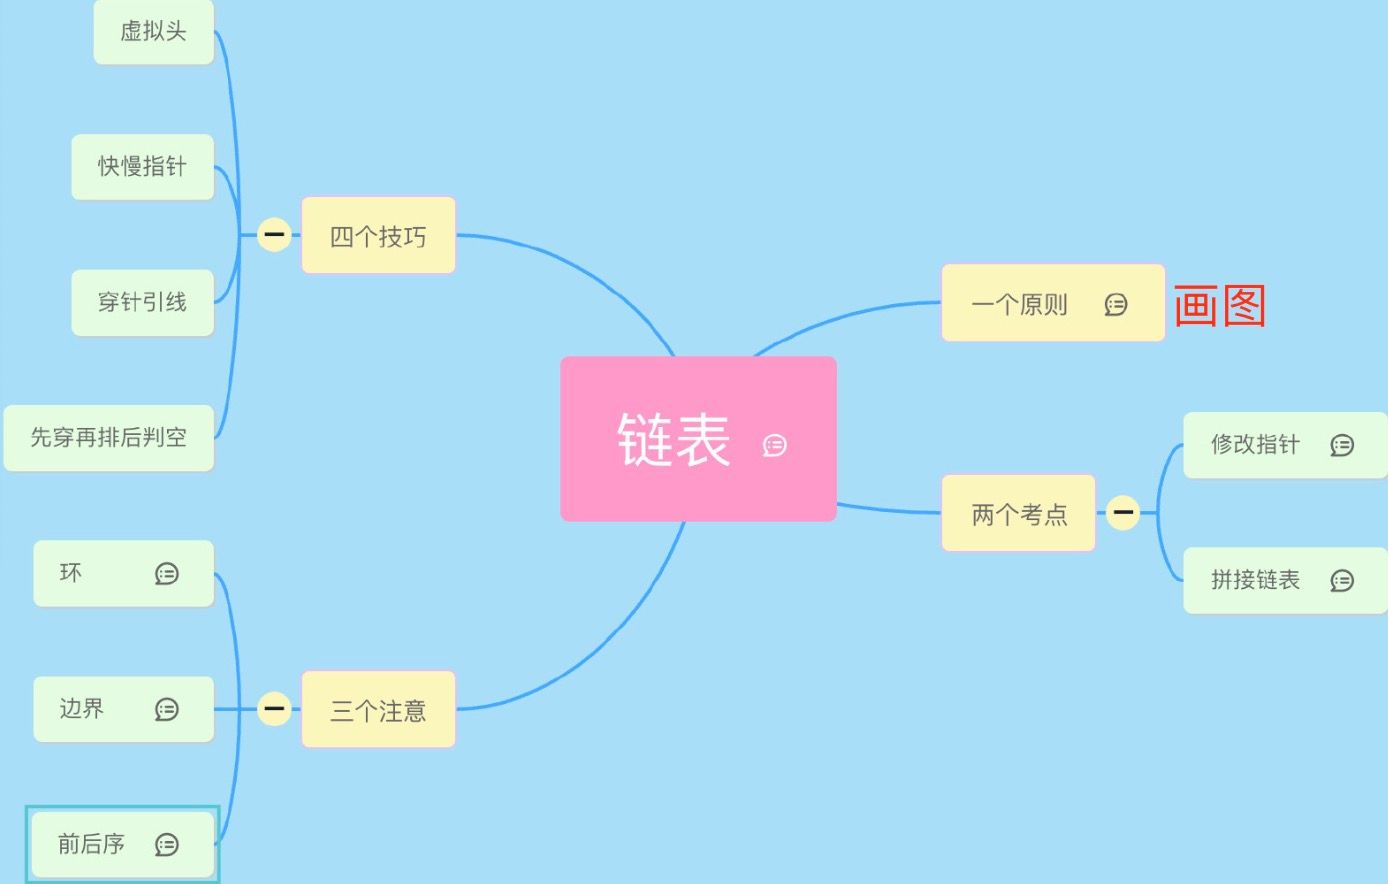 链表
一个原则
画图
两个考点
修改指针
拼接链表
四个技巧
虚拟头
快慢指针
穿针引线
先穿再排后判空
三个注意
环
边界
前后序